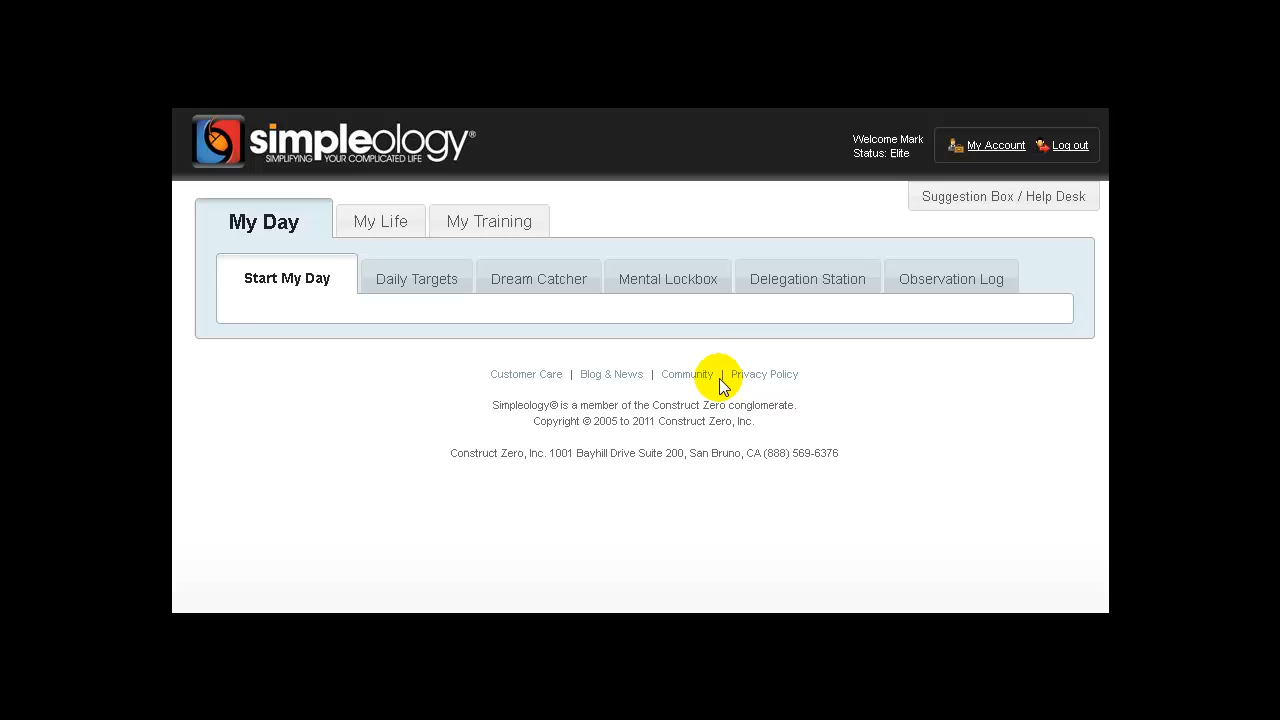 simpleology®
SIMPLIFYING YOUR COMPLICATED LIFE
Welcome Mark
Status: Elite
My Account
Log out
Suggestion Box / Help Desk
My Day
My Life
My Training
Start My Day
Daily Targets
Dream Catcher
Mental Lockbox
Delegation Station
Observation Log
Customer Care | Blog & News | Community | Privacy Policy
Simpleology© is a member of the Construct Zero conglomerate.
Copyright © 2005 to 2011 Construct Zero, Inc.
Construct Zero, Inc. 1001 Bayhill Drive Suite 200, San Bruno, CA (888) 569-6376